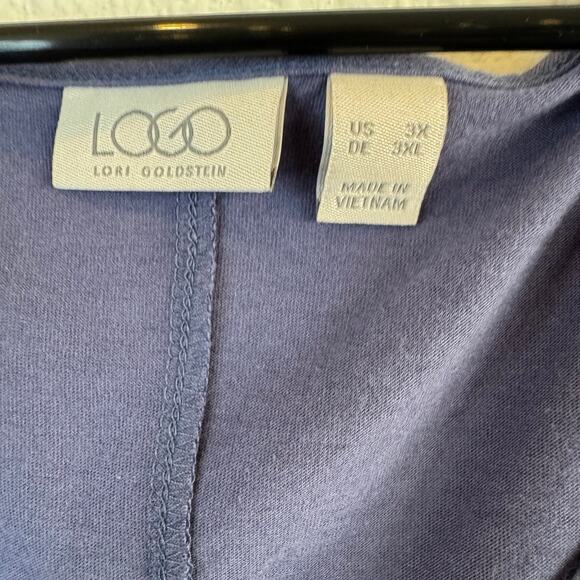 LOGO
LORI GOLDSTEIN
US 3X
DE 3XL
MADE IN
VIETNAM